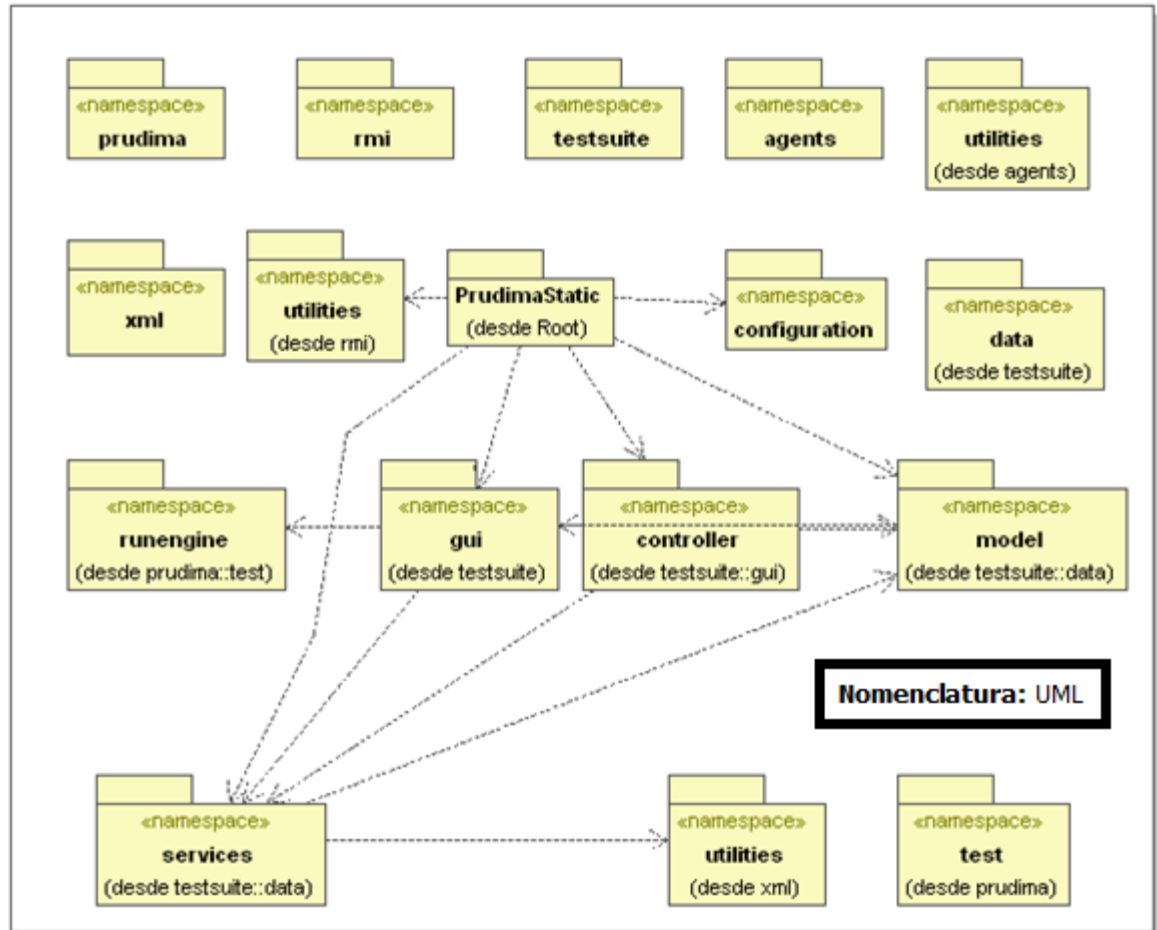 «namespace»
prudima
«namespace»
rmi
«namespace»
testsuite
«namespace»
agents
«namespace»
utilities
(desde agents)
«namespace»
xml
«namespace»
utilities
(desde rmi)
PrudimaStatic
(desde Root)
«namespace»
configuration
«namespace»
data
(desde testsuite)
«namespace»
runengine
(desde prudima::test)
«namespace»
gui
(desde testsuite)
«namespace»
controller
(desde testsuite::gui)
«namespace»
model
(desde testsuite::data)
Nomenclatura: UML
«namespace»
services
(desde testsuite::data)
«namespace»
utilities
(desde xml)
«namespace»
test
(desde prudima)